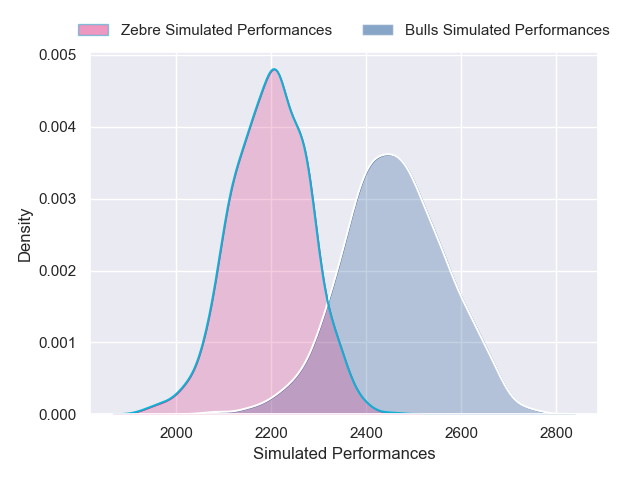 Zebre Simulated Performances Bulls Simulated Performances
0.005
0.004
0.003
0.002
0.001
0.000
Density
2000 2200 2400 2600 2800
Simulated Performances